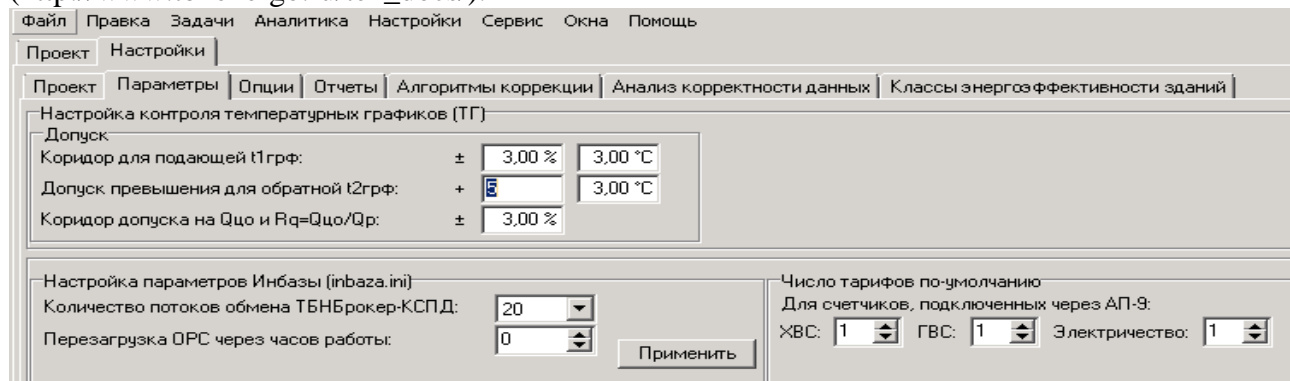 Файл Правка Задачи Аналитика Настройки Сервис Окна Помощь
Проект Настройки
Проект Параметры Опции Отчеты Алгоритмы коррекции Анализ корректности данных Классы энергоэффективности зданий
Настройка контроля температурных графиков (ТГ)
Допуск
Коридор для подающей t1грф: ± 3,00 % 3,00 °C
Допуск превышения для обратной t2грф: + 5 3,00 °C
Коридор допуска на Qцо и Rq=Qцо/Qр: ± 3,00 %
Настройка параметров Инбазы (inbaza.ini) Число тарифов по-умолчанию
Количество потоков обмена ТБНБрокер-КСПД: 20 Для счетчиков, подключенных через АП-9:
Перезагрузка ОРС через часов работы: 0 Применить ХВС: 1 ГВС: 1 Электричество: 1